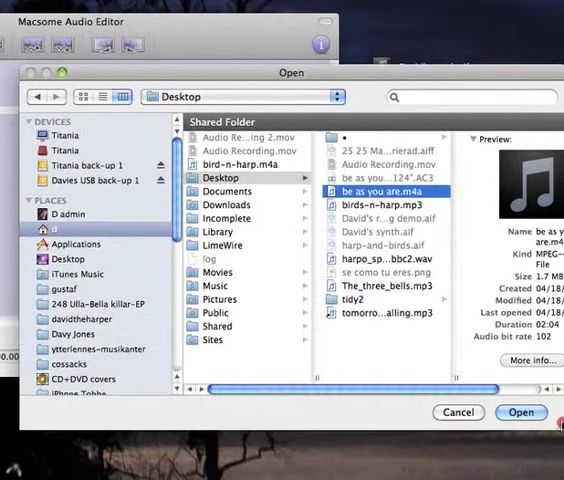 Macsome Audio Editor
Open
Desktop
Shared Folder
DEVICES
Titania
Titania
Titania back-up 1
Davies USB back-up 1
PLACES
D admin
d
Applications
Desktop
iTunes Music
gustaf
248 Ulla-Bella killar-EP
davidtheharper
Davy Jones
ytterlennes-musikanter
cossacks
CD+DVD covers
iPhone Tobbe
Audio Re...ing 2.mov
Audio Recording.mov
bird-n-harp.m4a
Desktop
Documents
Downloads
Incomplete
Library
LimeWire
log
Movies
Music
Pictures
Public
Shared
Sites
•
25 25 Ma...rierad.aiff
Audio Recording.mov
be as you...124".AC3
be as you are.m4a
birds-n-harp.mp3
David's r...g demo.aif
David's synth.aif
harp-and-birds.aif
harpo_sp...bbc2.wav
se como tu eres.png
The_three_bells.mp3
tidy2
tomorro...alling.mp3
Preview:
Name be as y
are.m4a
Kind MPEG-
File
Size 1.7 MB
Created 04/18/
Modified 04/18/
Last opened 04/18/
Duration 02:04
Audio bit rate 102
More info...
Cancel
Open
00.00